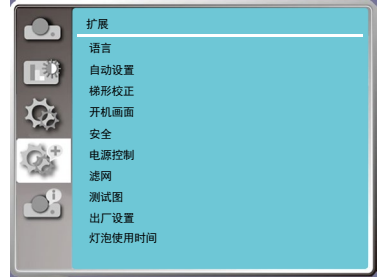 扩展
语言
自动设置
梯形校正
开机画面
安全
电源控制
滤网
测试图
出厂设置
灯泡使用时间